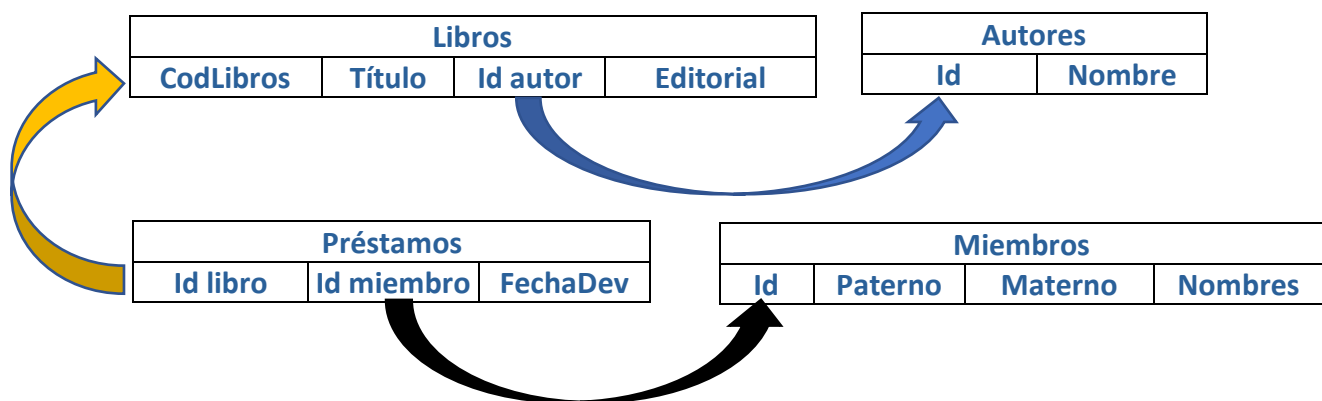 Libros
CodLibros Título Id autor Editorial
Autores
Id Nombre
Préstamos
Id libro Id miembro FechaDev
Miembros
Id Paterno Materno Nombres